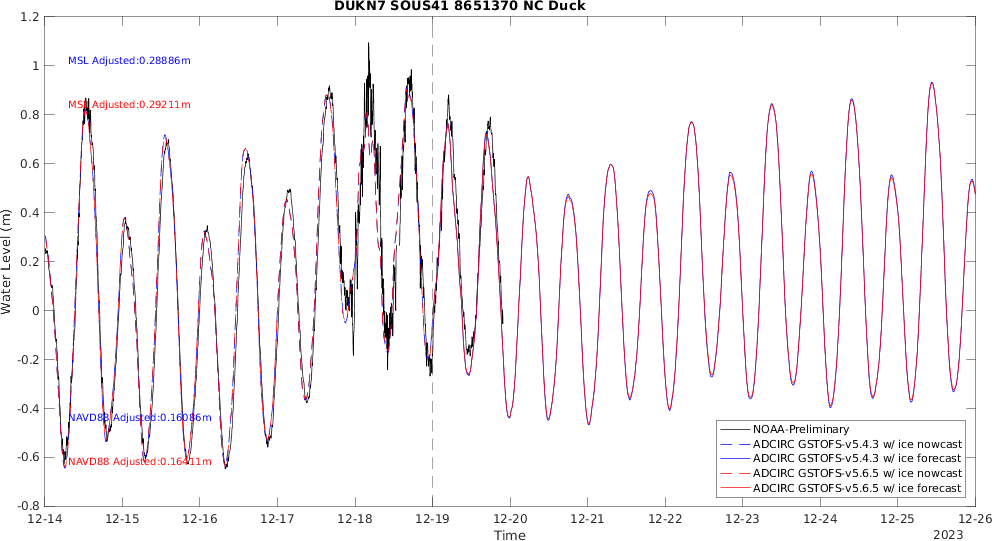 DUKN7 SOUS41 8651370 NC Duck
1.2
1
0.8
0.6
0.4
0.2
0
-0.2
-0.4
-0.6
-0.8
Water Level (m)
MSL Adjusted:0.28886m
MSL Adjusted:0.29211m
NAVD88 Adjusted:0.16086m
NAVD88 Adjusted:0.16411m
NOAA-Preliminary
ADCIRC GSTOFS-v5.4.3 w/ ice nowcast
ADCIRC GSTOFS-v5.4.3 w/ ice forecast
ADCIRC GSTOFS-v5.6.5 w/ ice nowcast
ADCIRC GSTOFS-v5.6.5 w/ ice forecast
12-14 12-15 12-16 12-17 12-18 12-19 12-20 12-21 12-22 12-23 12-24 12-25 12-26
Time
2023